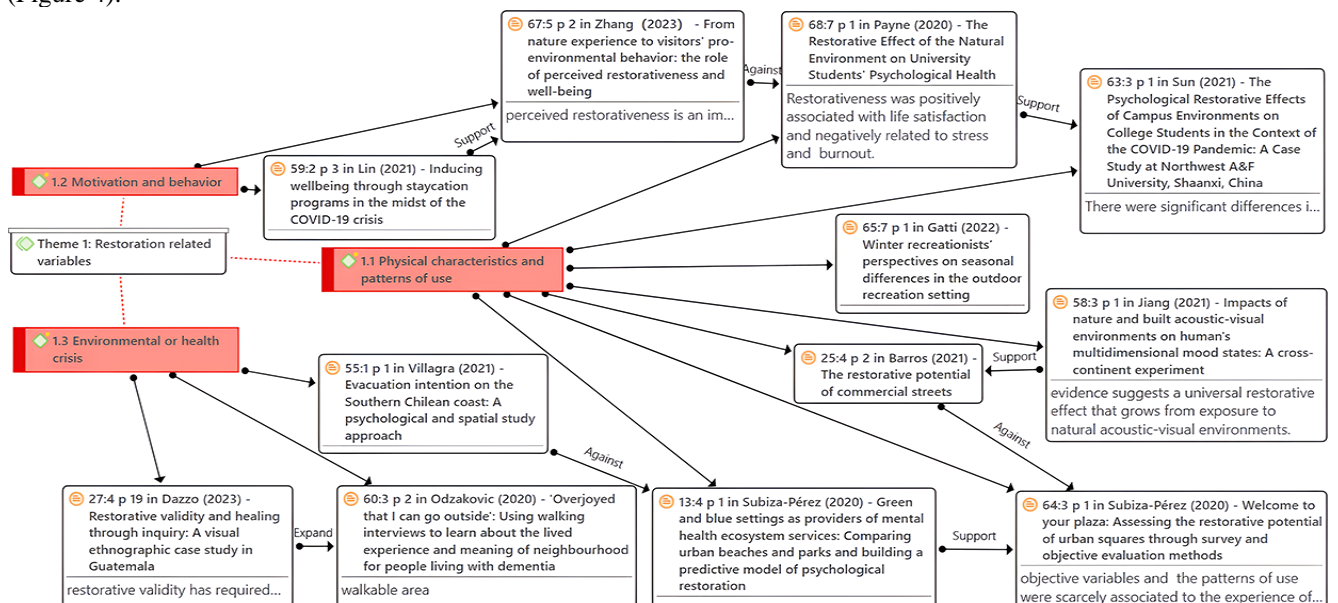 (Figure 4).
67:5 p 2 in Zhang (2023) - From
nature experience to visitors' pro-
environmental behavior: the role
of perceived restorativeness and
well-being
perceived restorativeness is an im...
Against
68:7 p 1 in Payne (2020) - The
Restorative Effect of the Natural
Environment on University
Students' Psychological Health
Restorativeness was positively
associated with life satisfaction
and negatively related to stress
and burnout.
Support
63:3 p 1 in Sun (2021) - The
Psychological Restorative Effects
of Campus Environments on
College Students in the Context of
the COVID-19 Pandemic: A Case
Study at Northwest A&F
University, Shaanxi, China
There were significant differences i...
Support
1.2 Motivation and behavior
59:2 p 3 in Lin (2021) - Inducing
wellbeing through staycation
programs in the midst of the
COVID-19 crisis
Theme 1: Restoration related
variables
1.1 Physical characteristics and
patterns of use
65:7 p 1 in Gatti (2022) -
Winter recreationists'
perspectives on seasonal
differences in the outdoor
recreation setting
58:3 p 1 in Jiang (2021) - Impacts of
nature and built acoustic-visual
environments on human's
multidimensional mood states: A cross-
continent experiment
evidence suggests a universal restorative
effect that grows from exposure to
natural acoustic-visual environments.
Support
25:4 p 2 in Barros (2021) -
The restorative potential
of commercial streets
1.3 Environmental or health
crisis
55:1 p 1 in Villagra (2021) -
Evacuation intention on the
Southern Chilean coast: A
psychological and spatial study
approach
Against
Against
27:4 p 19 in Dazzo (2023) -
Restorative validity and healing
through inquiry: A visual
ethnographic case study in
Guatemala
restorative validity has required...
Expand
60:3 p 2 in Odzakovic (2020) - 'Overjoyed
that I can go outside': Using walking
interviews to learn about the lived
experience and meaning of neighbourhood
for people living with dementia
walkable area
13:4 p 1 in Subiza-Pérez (2020) - Green
and blue settings as providers of mental
health ecosystem services: Comparing
urban beaches and parks and building a
predictive model of psychological
restoration
Support
64:3 p 1 in Subiza-Pérez (2020) - Welcome to
your plaza: Assessing the restorative potential
of urban squares through survey and
objective evaluation methods
objective variables and the patterns of use
were scarcely associated to the experience of...